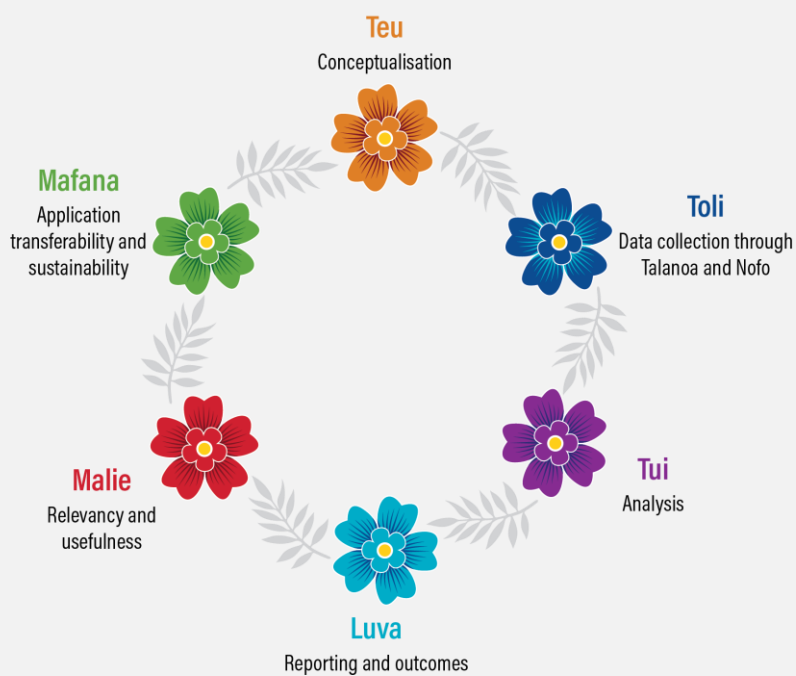 Teu
Conceptualisation
Toli
Data collection through
Talanoa and Nofo
Tui
Analysis
Luva
Reporting and outcomes
Malie
Relevancy and
usefulness
Mafana
Application
transferability and
sustainability